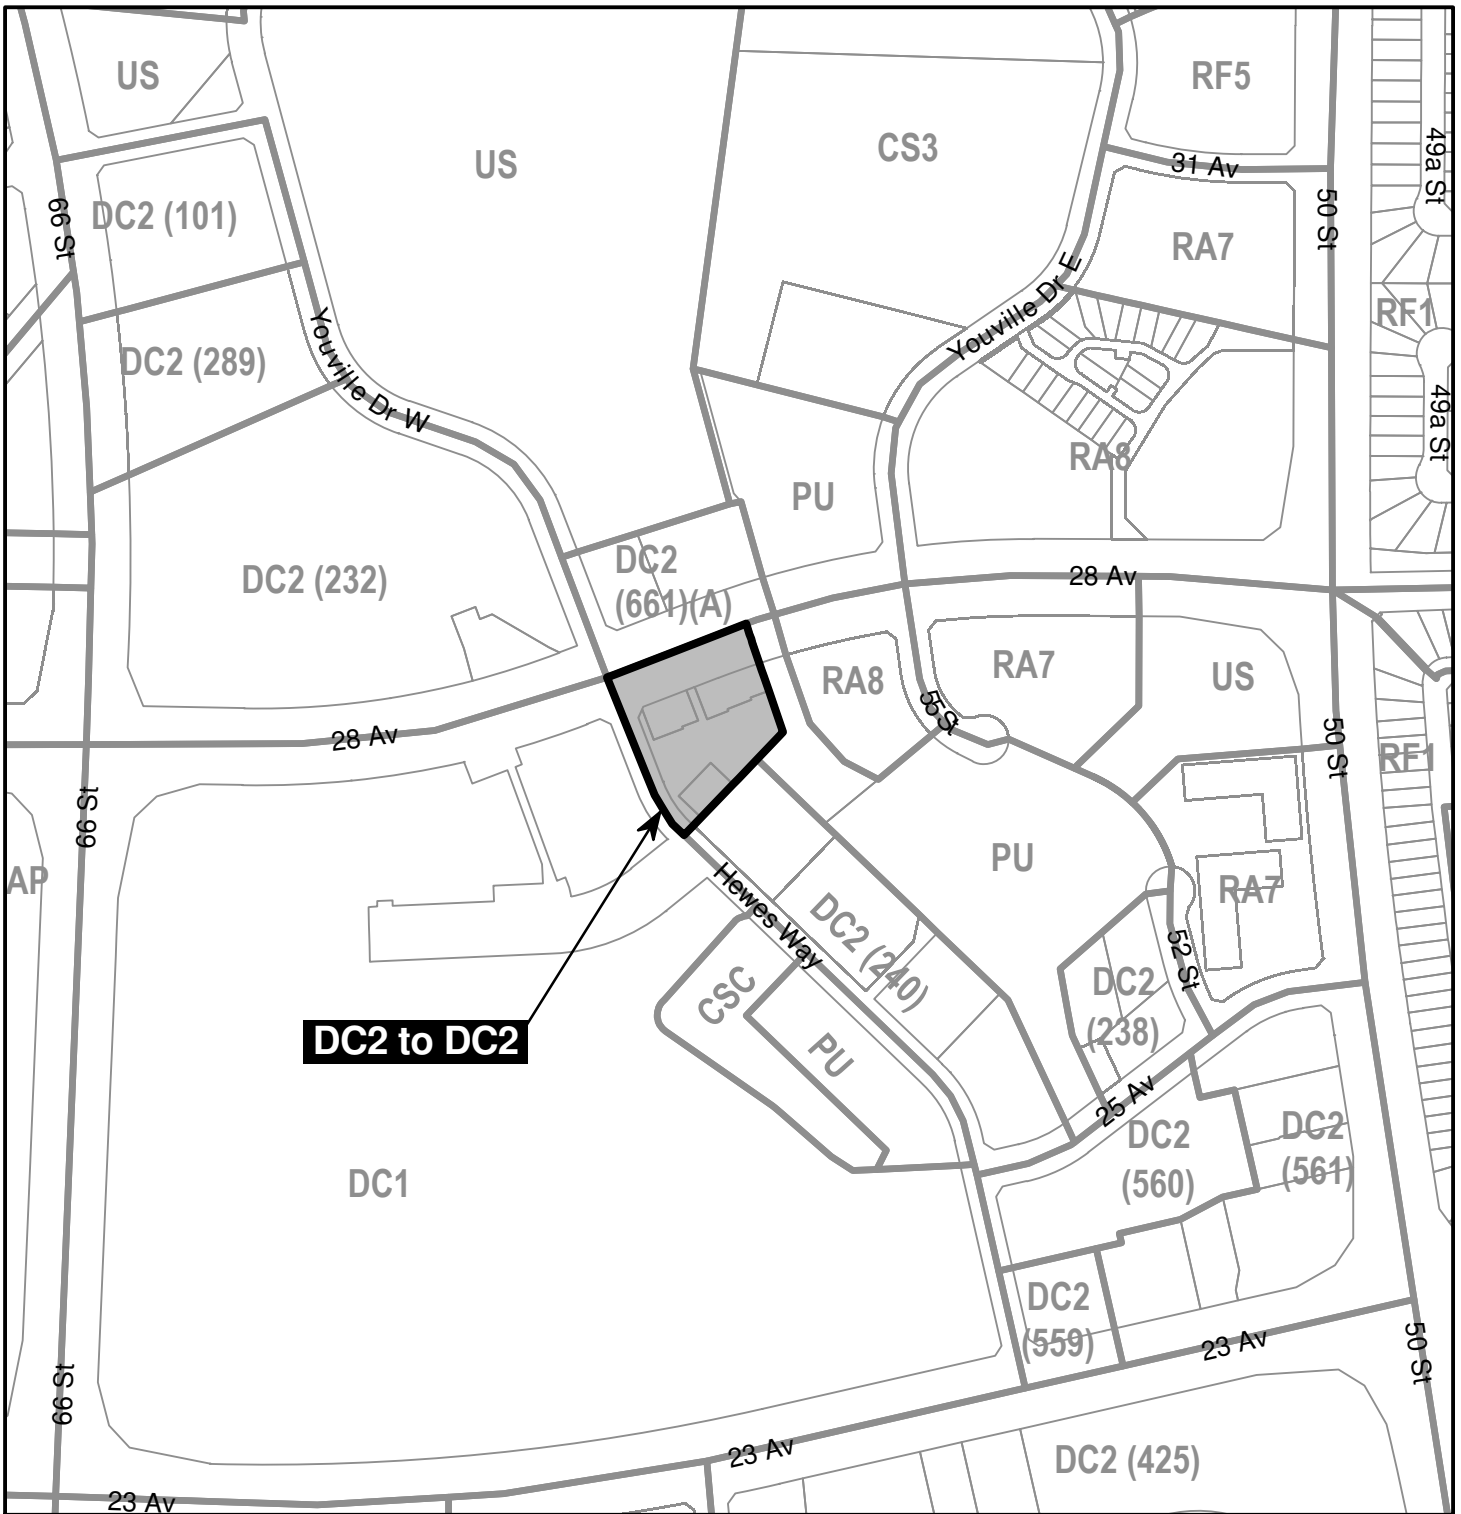 US
RF5
49a St
US
CS3
31 Av
66 St
DC2 (101)
50 St
RA7
Youville Dr E
RF1
Youville Dr W
DC2 (289)
49a St
RA8
PU
DC2
(661)(A)
28 Av
DC2 (232)
RA8
RA7
US
55 St
28 Av
50 St
RF1
66 St
AP
PU
RA7
Hewes Way
DC2 (240)
52 St
CSC
DC2
(238)
DC2 to DC2
PU
25 Av
DC2
(560)
DC2
(561)
DC1
DC2
(559)
23 Av
50 St
66 St
23 Av
DC2 (425)
23 Av